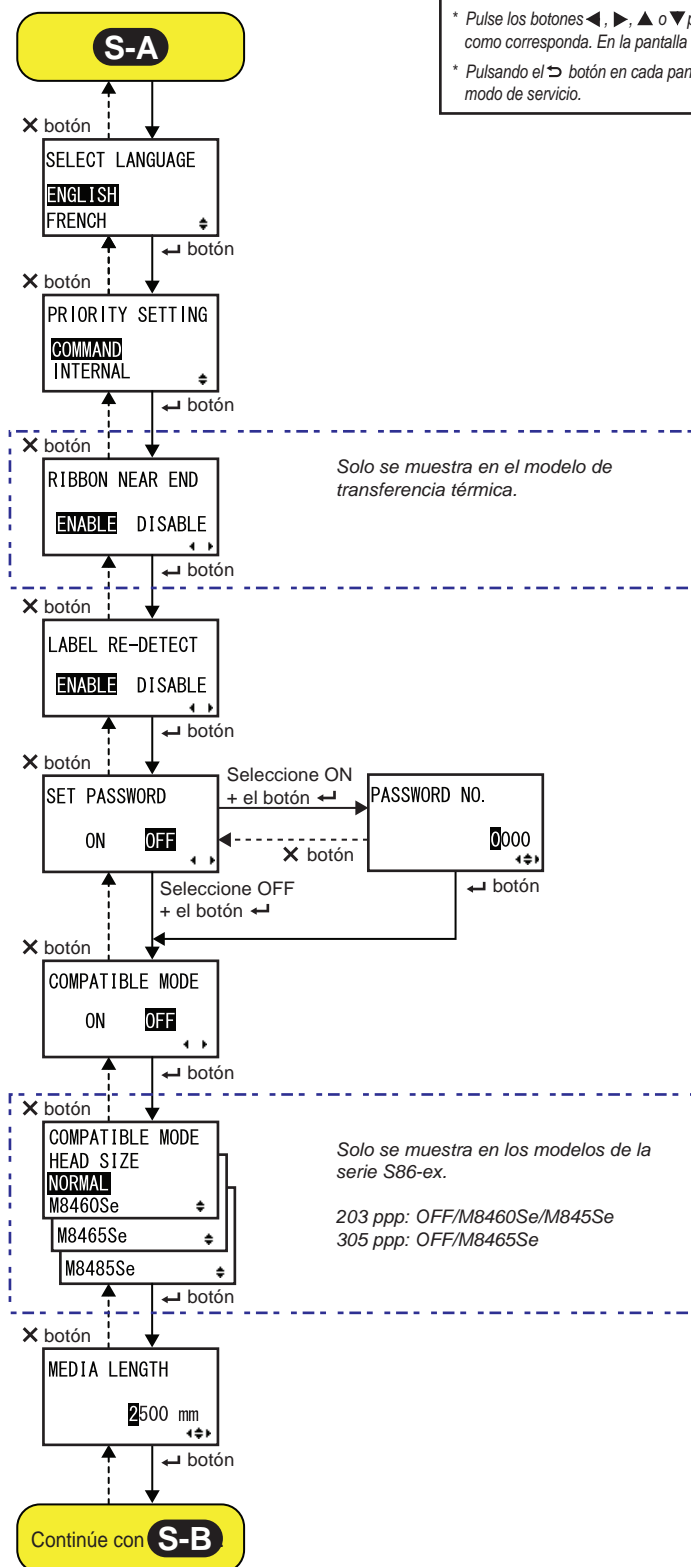 S-A
* Pulse los botones ◀, ▶, ▲ o ▼
como corresponda. En la pantalla
* Pulsando el ⮌ botón en cada
modo de servicio.
✕ botón
SELECT LANGUAGE
ENGLISH
FRENCH
↵ botón
✕ botón
PRIORITY SETTING
COMMAND
INTERNAL
↵ botón
✕ botón
RIBBON NEAR END
ENABLE DISABLE
↵ botón
Solo se muestra en el modelo de
transferencia térmica.
✕ botón
LABEL RE-DETECT
ENABLE DISABLE
↵ botón
✕ botón
SET PASSWORD
ON OFF
Seleccione ON
+ el botón ↵
✕ botón
PASSWORD NO.
0000
↵ botón
Seleccione OFF
+ el botón ↵
✕ botón
COMPATIBLE MODE
ON OFF
↵ botón
✕ botón
COMPATIBLE MODE
HEAD SIZE
NORMAL
M8460Se
M8465Se
M8485Se
↵ botón
Solo se muestra en los modelos de la
serie S86-ex.
203 ppp: OFF/M8460Se/M845Se
305 ppp: OFF/M8465Se
✕ botón
MEDIA LENGTH
2500 mm
↵ botón
Continúe con S-B